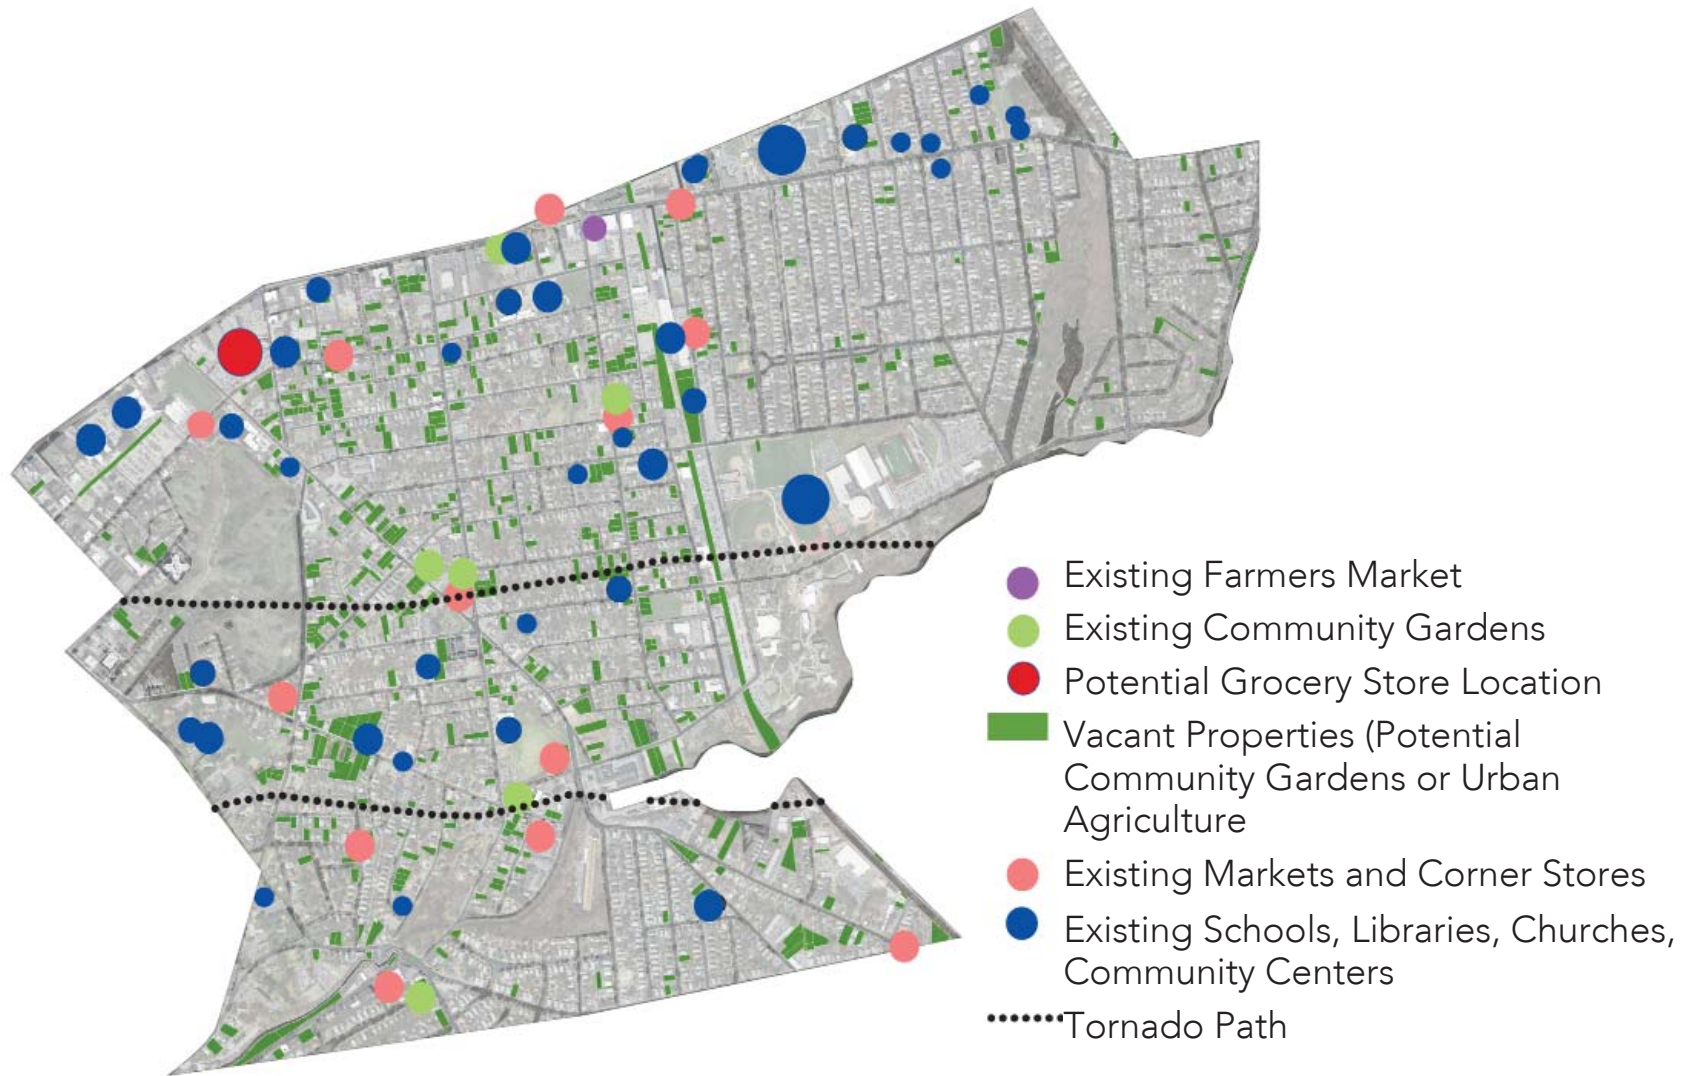 Existing Farmers Market
Existing Community Gardens
Potential Grocery Store Location
Vacant Properties (Potential
Community Gardens or Urban
Agriculture
Existing Markets and Corner Stores
Existing Schools, Libraries, Churches,
Community Centers
Tornado Path